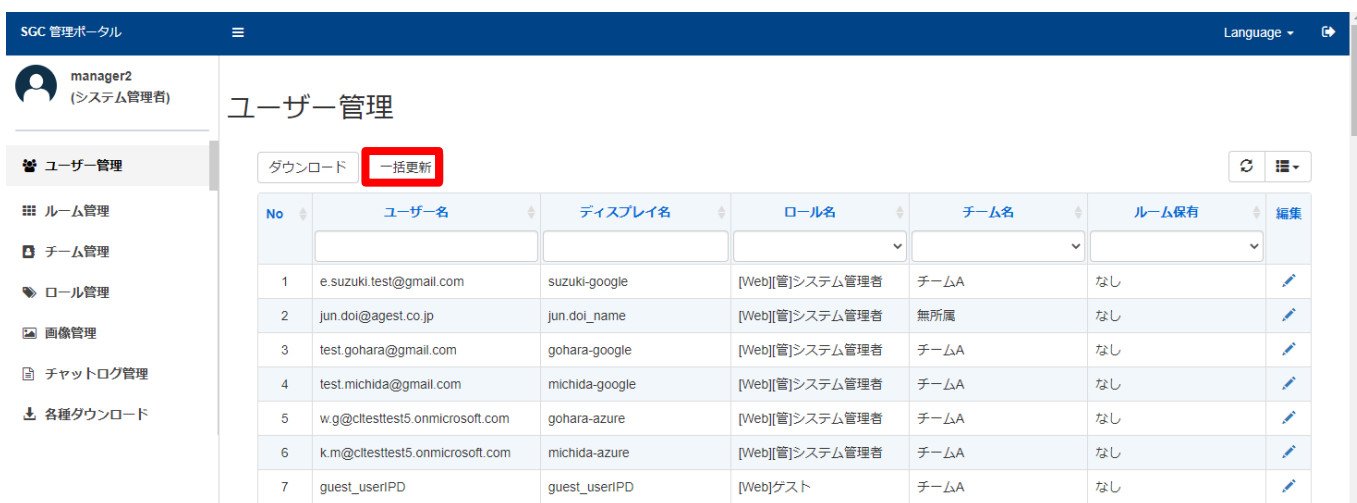 SGC 管理ポータル Language
manager2
(システム管理者)
ユーザー管理
ユーザー管理
ルーム管理
チーム管理
ロール管理
画像管理
チャットログ管理
各種ダウンロード
ダウンロード 一括更新
No ユーザー名 ディスプレイ名 ロール名 チーム名 ルーム保有 編集
1 e.suzuki.test@gmail.com suzuki-google [Web][管]システム管理者 チームA なし
2 jun.doi@agest.co.jp jun.doi_name [Web][管]システム管理者 無所属 なし
3 test.gohara@gmail.com gohara-google [Web][管]システム管理者 チームA なし
4 test.michida@gmail.com michida-google [Web][管]システム管理者 チームA なし
5 w.g@cltesttest5.onmicrosoft.com gohara-azure [Web][管]システム管理者 チームA なし
6 k.m@cltesttest5.onmicrosoft.com michida-azure [Web][管]システム管理者 チームA なし
7 guest_userIPD guest_userIPD [Web]ゲスト チームA なし